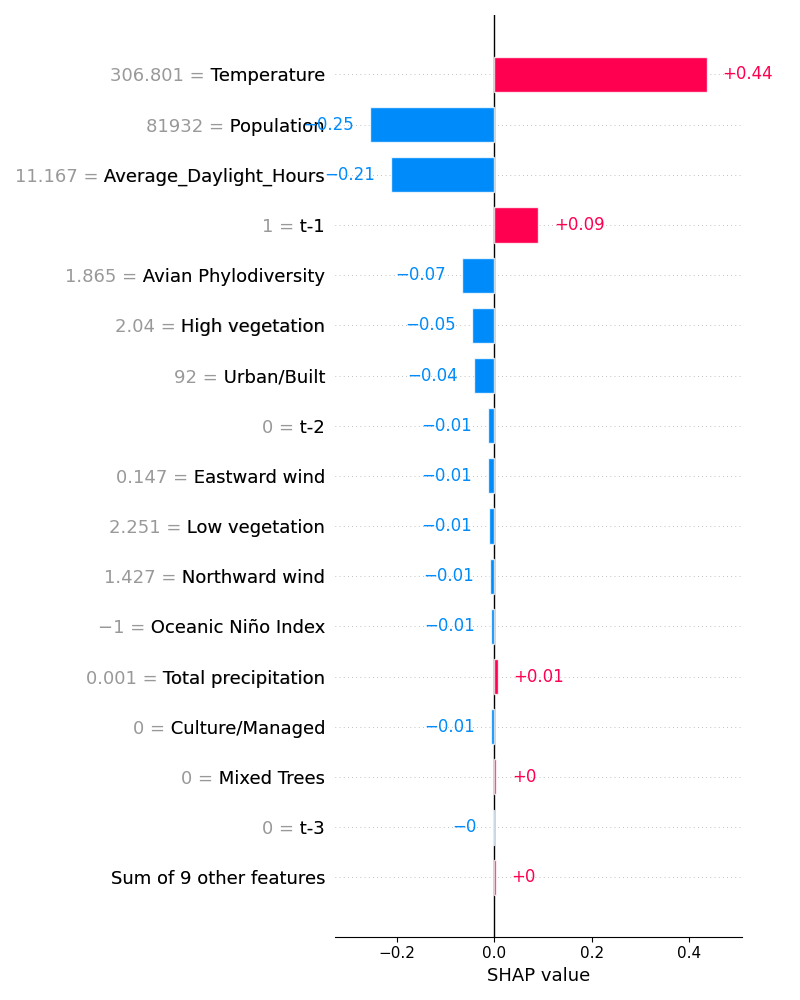 306.801 = Temperature +0.44
81932 = Population −0.25
11.167 = Average_Daylight_Hours −0.21
1 = t-1 +0.09
1.865 = Avian Phylodiversity −0.07
2.04 = High vegetation −0.05
92 = Urban/Built −0.04
0 = t-2 −0.01
0.147 = Eastward wind −0.01
2.251 = Low vegetation −0.01
1.427 = Northward wind −0.01
−1 = Oceanic Niño Index −0.01
0.001 = Total precipitation +0.01
0 = Culture/Managed −0.01
0 = Mixed Trees +0
0 = t-3 −0
Sum of 9 other features +0
−0.2 0.0 0.2 0.4
SHAP value